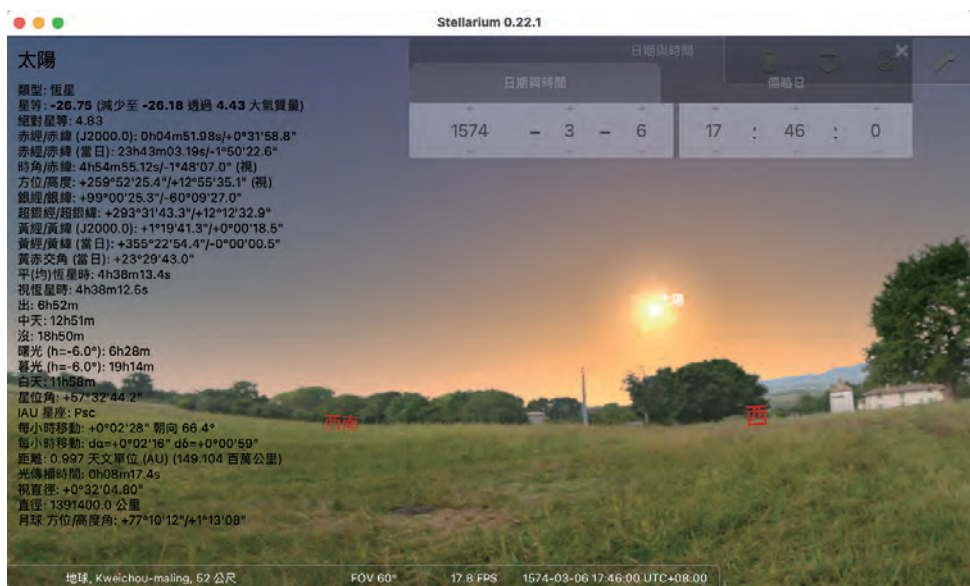 Stellarium 0.22.1
太陽
類型: 恆星
星等: -26.75 (減少至 -26.18 透過 4.43 大氣質量)
絕對星等: 4.83
赤經/赤緯 (J2000.0): 0h04m51.98s/+0°31'58.8"
赤經/赤緯 (當日): 23h43m03.19s/-1°50'22.6"
時角/赤緯: 4h54m55.12s/-1°48'07.0" (視)
方位/高度: +259°52'25.4"/+12°55'35.1" (視)
銀經/銀緯: +99°00'25.3"/-60°09'27.0"
超銀經/超銀緯: +293°31'43.3"/+12°12'32.9"
黃經/黃緯 (J2000.0): +1°19'41.3"/+0°00'18.5"
黃經/黃緯 (當日): +355°22'54.4"/-0°00'00.5"
黃赤交角 (當日): +23°29'43.0"
平(均)恆星時: 4h38m13.4s
視恆星時: 4h38m12.5s
出: 6h52m
中天: 12h51m
沒: 18h50m
曙光 (h=-6.0°): 6h28m
暮光 (h=-6.0°): 19h14m
白天: 11h58m
星位角: +57°32'44.2"
IAU 星座: Psc
每小時移動: +0°02'28" 朝向 66.4°
每小時移動: dα=+0°02'16" dδ=+0°00'59"
距離: 0.997 天文單位 (AU) (149.104 百萬公里)
光傳播時間: 0h08m17.4s
視直徑: +0°32'04.80"
直徑: 1391400.0 公里
月球 方位/高度角: +77°10'12"/+1°13'08"
日期與時間
日期與時間
儒略日
1574 - 3 - 6
17 : 46 : 0
太陽
西南
西
地球, Kweichou-maling, 52 公尺
FOV 60°
17.8 FPS
1574-03-06 17:46:00 UTC+08:00